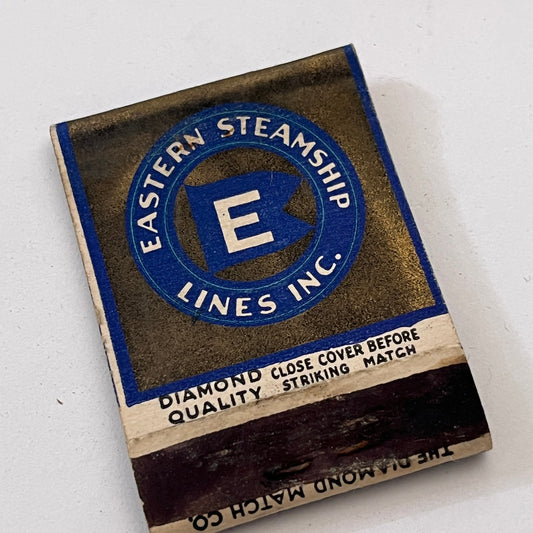 EASTERN STEAMSHIP
E
LINES INC.
DIAMOND QUALITY
CLOSE COVER BEFORE
STRIKING MATCH
THE DIAMOND MATCH CO.